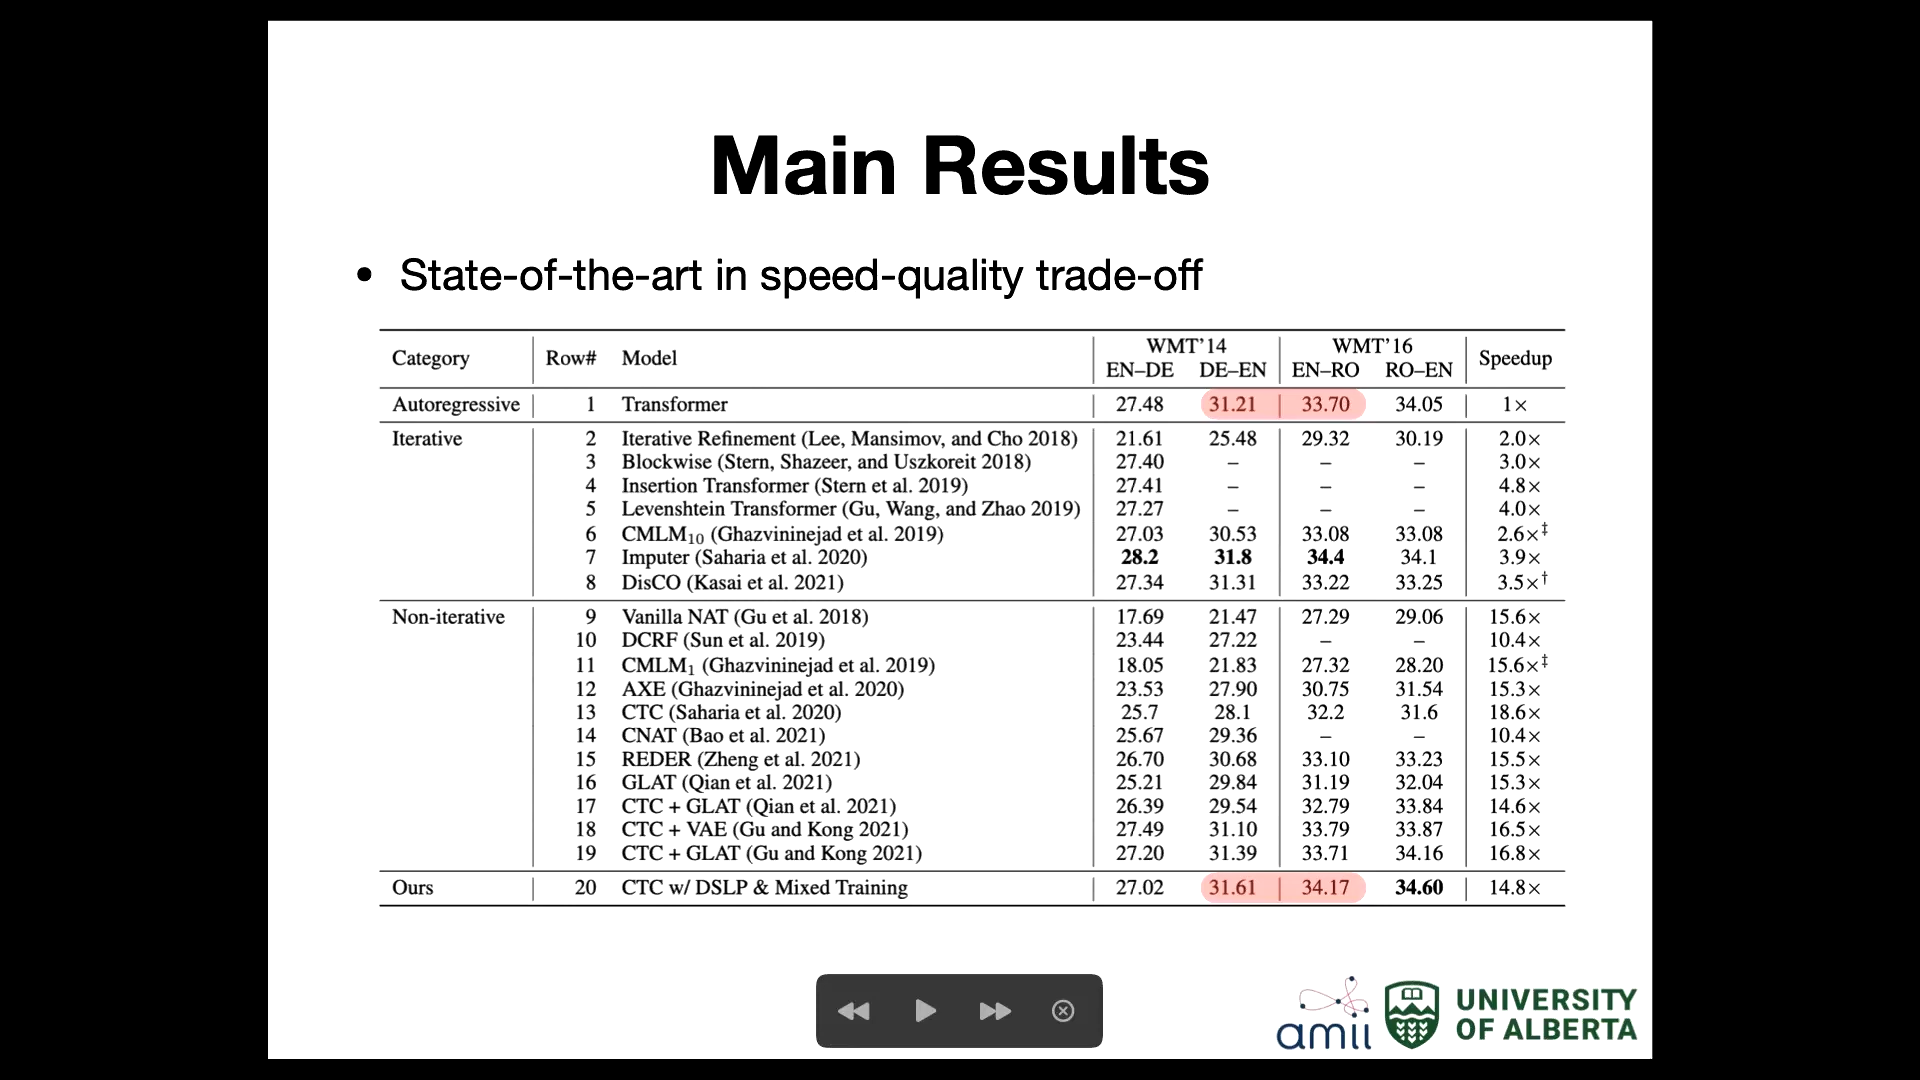 Main Results
• State-of-the-art in speed-quality trade-off
Category Row# Model WMT'14 WMT'16 Speedup
EN–DE DE–EN EN–RO RO–EN
Autoregressive 1 Transformer 27.48 31.21 33.70 34.05 1×
Iterative 2 Iterative Refinement (Lee, Mansimov, and Cho 2018) 21.61 25.48 29.32 30.19 2.0×
3 Blockwise (Stern, Shazeer, and Uszkoreit 2018) 27.40 – – – 3.0×
4 Insertion Transformer (Stern et al. 2019) 27.41 – – – 4.8×
5 Levenshtein Transformer (Gu, Wang, and Zhao 2019) 27.27 – – – 4.0×
6 CMLM10 (Ghazvininejad et al. 2019) 27.03 30.53 33.08 33.08 2.6×‡
7 Imputer (Saharia et al. 2020) 28.2 31.8 34.4 34.1 3.9×
8 DisCO (Kasai et al. 2021) 27.34 31.31 33.22 33.25 3.5×†
Non-iterative 9 Vanilla NAT (Gu et al. 2018) 17.69 21.47 27.29 29.06 15.6×
10 DCRF (Sun et al. 2019) 23.44 27.22 – – 10.4×
11 CMLM1 (Ghazvininejad et al. 2019) 18.05 21.83 27.32 28.20 15.6×‡
12 AXE (Ghazvininejad et al. 2020) 23.53 27.90 30.75 31.54 15.3×
13 CTC (Saharia et al. 2020) 25.7 28.1 32.2 31.6 18.6×
14 CNAT (Bao et al. 2021) 25.67 29.36 – – 10.4×
15 REDER (Zheng et al. 2021) 26.70 30.68 33.10 33.23 15.5×
16 GLAT (Qian et al. 2021) 25.21 29.84 31.19 32.04 15.3×
17 CTC + GLAT (Qian et al. 2021) 26.39 29.54 32.79 33.84 14.6×
18 CTC + VAE (Gu and Kong 2021) 27.49 31.10 33.79 33.87 16.5×
19 CTC + GLAT (Gu and Kong 2021) 27.20 31.39 33.71 34.16 16.8×
Ours 20 CTC w/ DSLP & Mixed Training 27.02 31.61 34.17 34.60 14.8×
amii
UNIVERSITY
OF ALBERTA